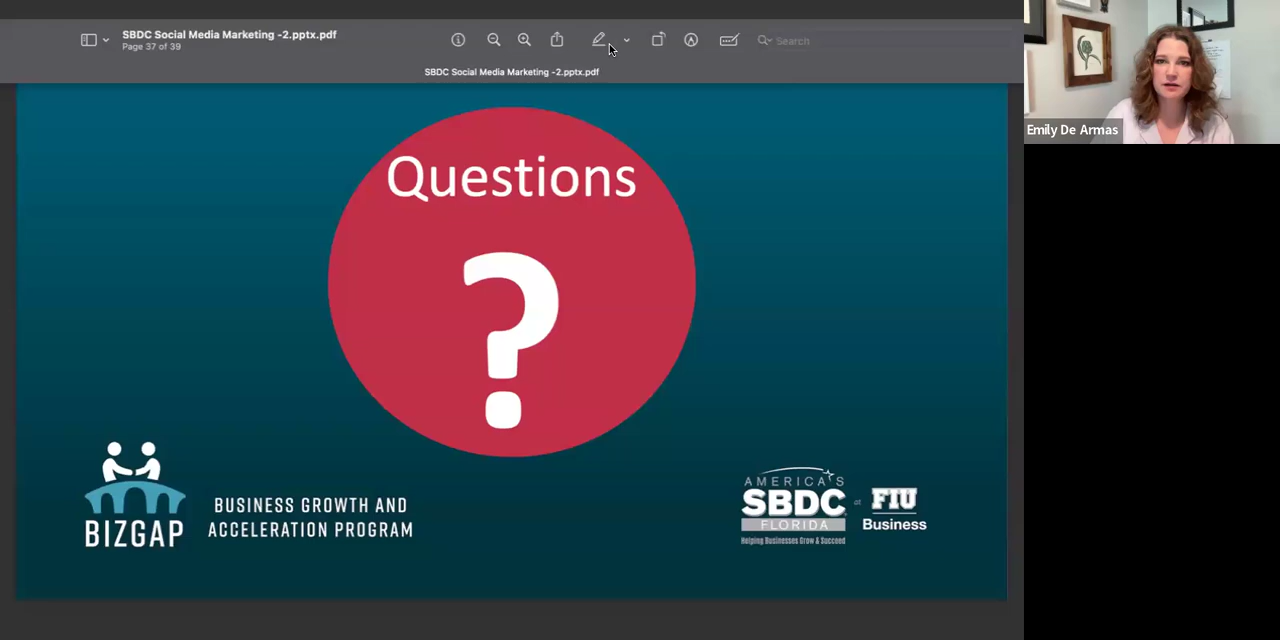 SBDC Social Media Marketing -2.pptx.pdf
Page 37 of 39
Search
SBDC Social Media Marketing -2.pptx.pdf
Emily De Armas
Questions
?
BIZGAP
BUSINESS GROWTH AND
ACCELERATION PROGRAM
AMERICA'S
SBDC
FLORIDA
Helping Businesses Grow & Succeed
at
FIU
Business